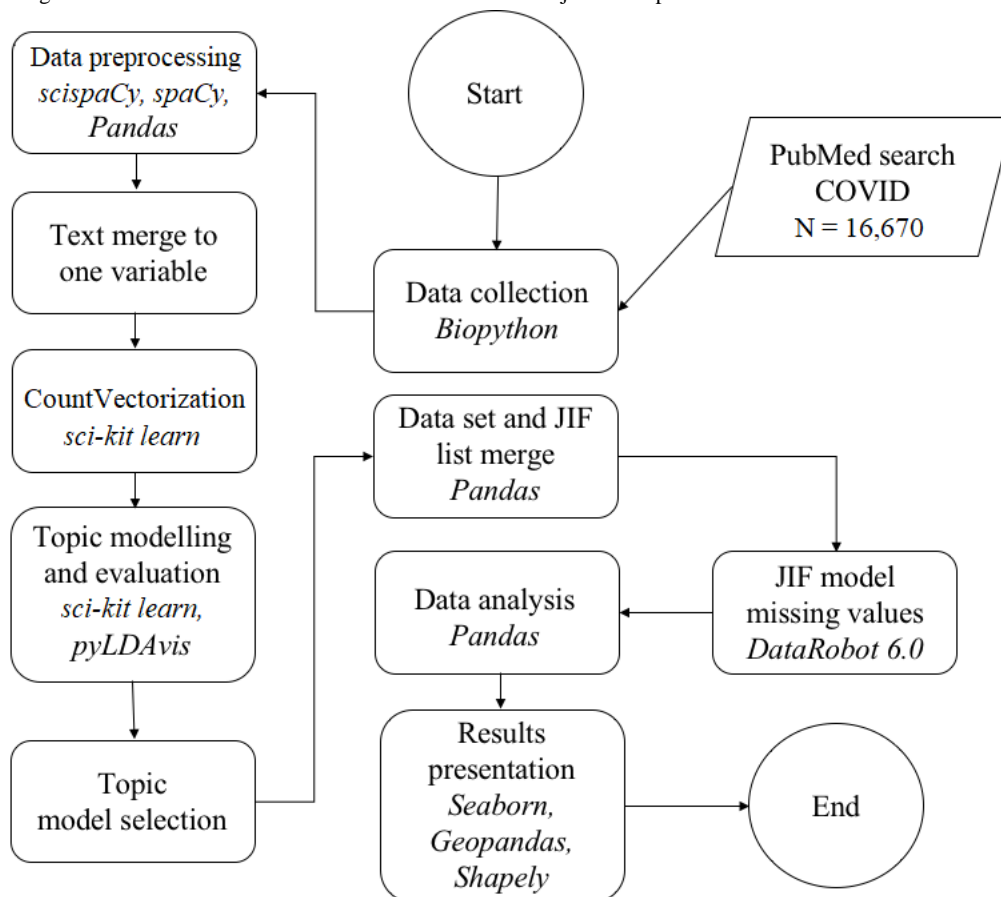 Start
PubMed search
COVID
N = 16,670
Data collection
Biopython
Data preprocessing
scispaCy, spaCy,
Pandas
Text merge to
one variable
CountVectorization
sci-kit learn
Topic modelling
and evaluation
sci-kit learn,
pyLDAvis
Topic
model selection
Data set and JIF
list merge
Pandas
JIF model
missing values
DataRobot 6.0
Data analysis
Pandas
Results
presentation
Seaborn,
Geopandas,
Shapely
End